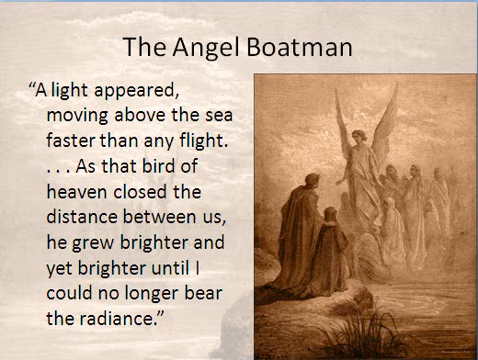 The Angel Boatman
“A light appeared,
moving above the sea
faster than any flight.
. . . As that bird of
heaven closed the
distance between us,
he grew brighter and
yet brighter until I
could no longer bear
the radiance.”